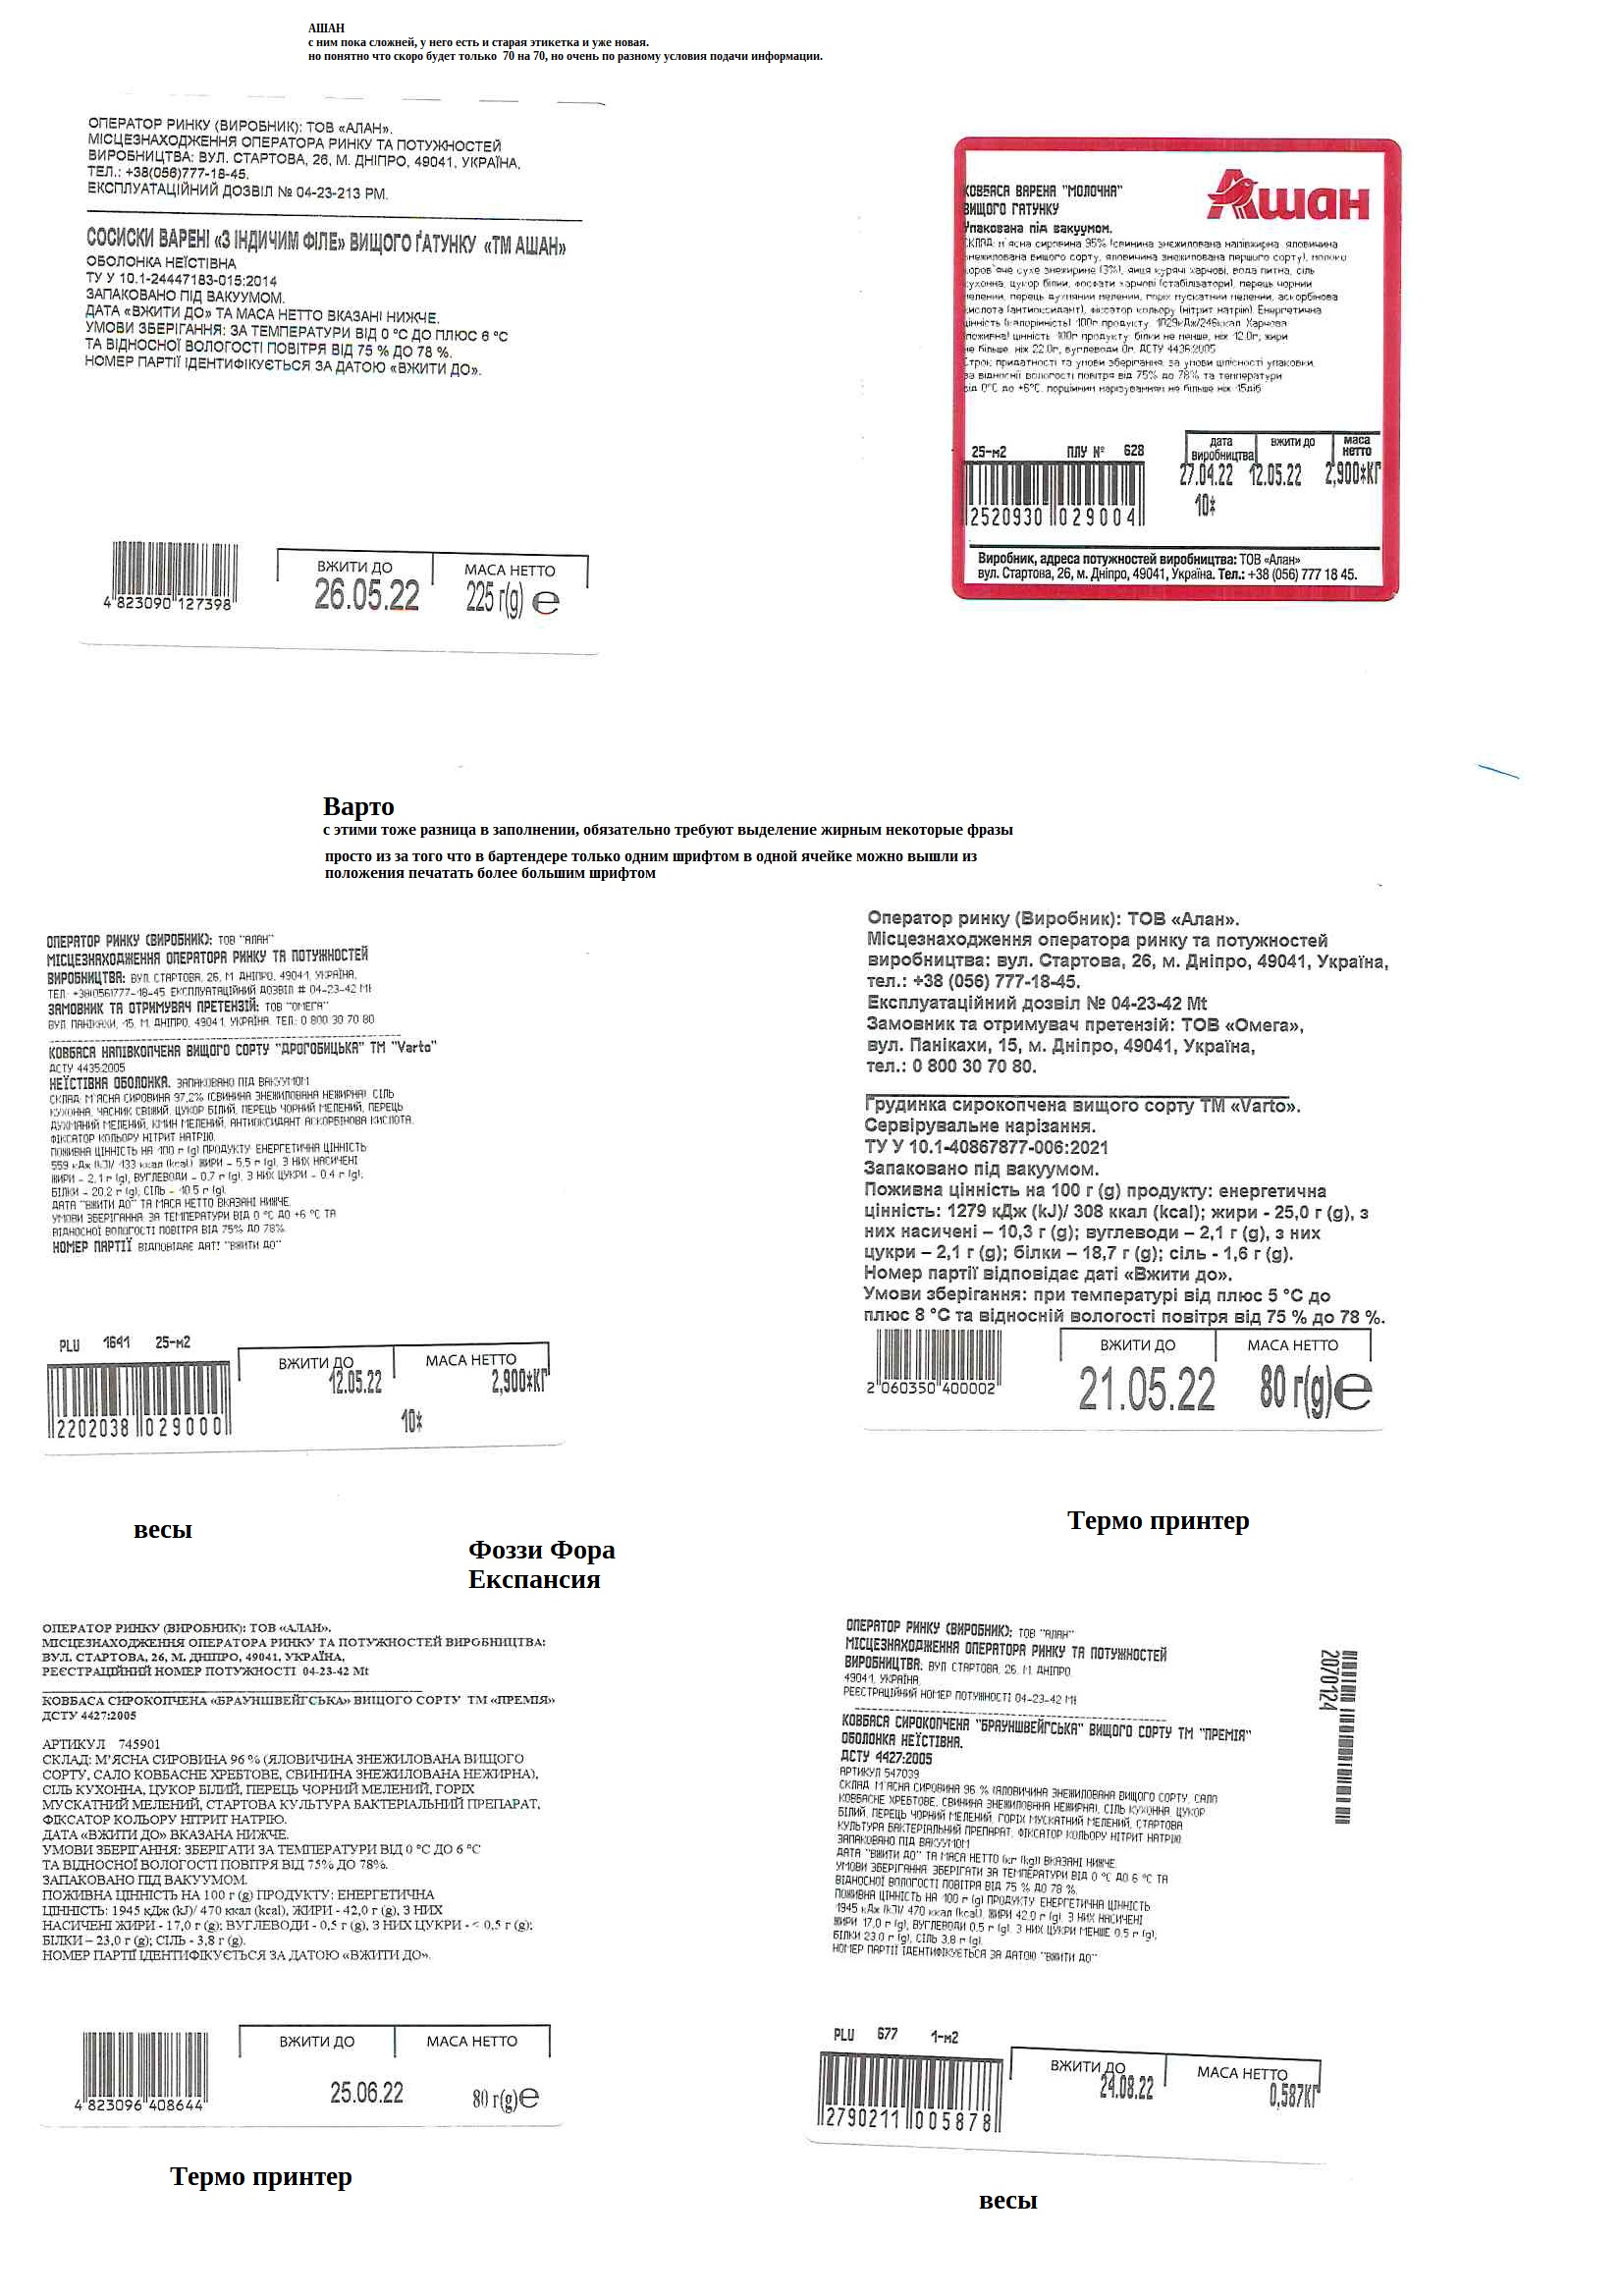 АШАН
с ним пока сложней, у него есть и старая этикетка и уже новая.
но понятно что скоро будет только 70 на 70, но очень по разному условия подачи информации.
ОПЕРАТОР РИНКУ (ВИРОБНИК): ТОВ «АЛАН».
МІСЦЕЗНАХОДЖЕННЯ ОПЕРАТОРА РИНКУ ТА ПОТУЖНОСТЕЙ
ВИРОБНИЦТВА: ВУЛ. СТАРТОВА, 26, М. ДНІПРО, 49041, УКРАЇНА,
ТЕЛ.: +38(056)777-18-45.
ЕКСПЛУАТАЦІЙНИЙ ДОЗВІЛ № 04-23-213 РМ.
СОСИСКИ ВАРЕНІ «З ІНДИЧИМ ФІЛЕ» ВИЩОГО ҐАТУНКУ «ТМ АШАН»
ОБОЛОНКА НЕЇСТІВНА
ТУ У 10.1-24447183-015:2014
ЗАПАКОВАНО ПІД ВАКУУМОМ.
ДАТА «ВЖИТИ ДО» ТА МАСА НЕТТО ВКАЗАНІ НИЖЧЕ.
УМОВИ ЗБЕРІГАННЯ: ЗА ТЕМПЕРАТУРИ ВІД 0 °С ДО ПЛЮС 6 °С
ТА ВІДНОСНОЇ ВОЛОГОСТІ ПОВІТРЯ ВІД 75 % ДО 78 %.
НОМЕР ПАРТІЇ ІДЕНТИФІКУЄТЬСЯ ЗА ДАТОЮ «ВЖИТИ ДО».
4 823090 127398
ВЖИТИ ДО МАСА НЕТТО
26.05.22 225 г(g) e
Ашан
КОВБАСА ВАРЕНА "МОЛОЧНА"
ВИЩОГО ГАТУНКУ
Упакована під вакуумом.
СКЛАД: м'ясна сировина 95% (свинина знежилована напівжирна, яловичина
знежилована вищого сорту, яловичина знежилована першого сорту), молоко
коров'яче сухе знежирене (3%), яйця курячі харчові, вода питна, сіль
кухонна, цукор білий, фосфати харчові (стабілізатори), перець чорний
мелений, перець духмяний мелений, горіх мускатний мелений, аскорбінова
кислота (антиоксидант), фіксатор кольору (нітрит натрію). Енергетична
цінність (калорійність) 100г продукту: 1029кДж/246ккал. Харчова
(поживна) цінність 100г продукту: білки не менше, ніж 12.0г; жири
не більше, ніж 22.0г; вуглеводи 0г. ДСТУ 4436:2005
Строк придатності та умови зберігання, за умови цілісності упаковки,
за відносної вологості повітря від 75% до 78% та температури
від 0°С до +6°С, порційним нарізуванням не більше ніж 15діб
25-м2 ПЛУ № 628
2520930 029004
дата виробництва вжити до маса нетто
27.04.22 12.05.22 2,900*КГ
10*
Виробник, адреса потужностей виробництва: ТОВ «Алан»
вул. Стартова, 26, м. Дніпро, 49041, Україна. Тел.: +38 (056) 777 18 45.
Варто
с этими тоже разница в заполнении, обязательно требуют выделение жирным некоторые фразы
просто из за того что в бартендере только одним шрифтом в одной ячейке можно вышли из
положения печатать более большим шрифтом
ОПЕРАТОР РИНКУ (ВИРОБНИК): ТОВ "АЛАН"
МІСЦЕЗНАХОДЖЕННЯ ОПЕРАТОРА РИНКУ ТА ПОТУЖНОСТЕЙ
ВИРОБНИЦТВА: ВУЛ. СТАРТОВА, 26, М. ДНІПРО, 49041, УКРАЇНА,
ТЕЛ.: +38(056)777-18-45. ЕКСПЛУАТАЦІЙНИЙ ДОЗВІЛ # 04-23-42 Mt
ЗАМОВНИК ТА ОТРИМУВАЧ ПРЕТЕНЗІЙ: ТОВ "ОМЕГА"
ВУЛ. ПАНІКАХИ, 15, М. ДНІПРО, 49041, УКРАЇНА. ТЕЛ.: 0 800 30 70 80.
КОВБАСА НАПІВКОПЧЕНА ВИЩОГО СОРТУ "ДРОГОБИЦЬКА" ТМ "Varto"
ДСТУ 4435:2005
НЕЇСТІВНА ОБОЛОНКА. ЗАПАКОВАНО ПІД ВАКУУМОМ
СКЛАД: М'ЯСНА СИРОВИНА 97,2% (СВИНИНА ЗНЕЖИЛОВАНА НЕЖИРНА), СІЛЬ
КУХОННА, ЧАСНИК СВІЖИЙ, ЦУКОР БІЛИЙ, ПЕРЕЦЬ ЧОРНИЙ МЕЛЕНИЙ, ПЕРЕЦЬ
ДУХМЯНИЙ МЕЛЕНИЙ, КМИН МЕЛЕНИЙ, АНТИОКСИДАНТ АСКОРБІНОВА КИСЛОТА,
ФІКСАТОР КОЛЬОРУ НІТРИТ НАТРІЮ.
ПОЖИВНА ЦІННІСТЬ НА 100 г (g) ПРОДУКТУ: ЕНЕРГЕТИЧНА ЦІННІСТЬ
559 кДж (kJ)/ 133 ккал (kcal); ЖИРИ - 5,5 г (g), З НИХ НАСИЧЕНІ
ЖИРИ - 2,1 г (g), ВУГЛЕВОДИ - 0,7 г (g), З НИХ ЦУКРИ - 0,4 г (g);
БІЛКИ - 20,2 г (g), СІЛЬ - 10,5 г (g).
ДАТА "ВЖИТИ ДО" ТА МАСА НЕТТО ВКАЗАНІ НИЖЧЕ.
УМОВИ ЗБЕРІГАННЯ: ЗА ТЕМПЕРАТУРИ ВІД 0 °С ДО +6 °С ТА
ВІДНОСНОЇ ВОЛОГОСТІ ПОВІТРЯ ВІД 75% ДО 78%.
НОМЕР ПАРТІЇ ВІДПОВІДАЄ ДАТІ "ВЖИТИ ДО"
PLU 1641 25-м2
2202038 029000
ВЖИТИ ДО МАСА НЕТТО
12.05.22 2,900*КГ
10*
Оператор ринку (Виробник): ТОВ «Алан».
Місцезнаходження оператора ринку та потужностей
виробництва: вул. Стартова, 26, м. Дніпро, 49041, Україна,
тел.: +38 (056) 777-18-45.
Експлуатаційний дозвіл № 04-23-42 Mt
Замовник та отримувач претензій: ТОВ «Омега»,
вул. Панікахи, 15, м. Дніпро, 49041, Україна,
тел.: 0 800 30 70 80.
Грудинка сирокопчена вищого сорту ТМ «Varto».
Сервірувальне нарізання.
ТУ У 10.1-40867877-006:2021
Запаковано під вакуумом.
Поживна цінність на 100 г (g) продукту: енергетична
цінність: 1279 кДж (kJ)/ 308 ккал (kcal); жири - 25,0 г (g), з
них насичені – 10,3 г (g); вуглеводи – 2,1 г (g), з них
цукри – 2,1 г (g); білки – 18,7 г (g); сіль - 1,6 г (g).
Номер партії відповідає даті «Вжити до».
Умови зберігання: при температурі від плюс 5 °С до
плюс 8 °С та відносній вологості повітря від 75 % до 78 %.
2 060350 400002
ВЖИТИ ДО МАСА НЕТТО
21.05.22 80 г(g) e
весы
Термо принтер
Фоззи Фора
Експансия
ОПЕРАТОР РИНКУ (ВИРОБНИК): ТОВ «АЛАН».
МІСЦЕЗНАХОДЖЕННЯ ОПЕРАТОРА РИНКУ ТА ПОТУЖНОСТЕЙ ВИРОБНИЦТВА:
ВУЛ. СТАРТОВА, 26, М. ДНІПРО, 49041, УКРАЇНА,
РЕЄСТРАЦІЙНИЙ НОМЕР ПОТУЖНОСТІ 04-23-42 Mt
КОВБАСА СИРОКОПЧЕНА «БРАУНШВЕЙГСЬКА» ВИЩОГО СОРТУ ТМ «ПРЕМІЯ»
ДСТУ 4427:2005
АРТИКУЛ 745901
СКЛАД: М'ЯСНА СИРОВИНА 96 % (ЯЛОВИЧИНА ЗНЕЖИЛОВАНА ВИЩОГО
СОРТУ, САЛО КОВБАСНЕ ХРЕБТОВЕ, СВИНИНА ЗНЕЖИЛОВАНА НЕЖИРНА),
СІЛЬ КУХОННА, ЦУКОР БІЛИЙ, ПЕРЕЦЬ ЧОРНИЙ МЕЛЕНИЙ, ГОРІХ
МУСКАТНИЙ МЕЛЕНИЙ, СТАРТОВА КУЛЬТУРА БАКТЕРІАЛЬНИЙ ПРЕПАРАТ,
ФІКСАТОР КОЛЬОРУ НІТРИТ НАТРІЮ.
ДАТА «ВЖИТИ ДО» ВКАЗАНА НИЖЧЕ.
УМОВИ ЗБЕРІГАННЯ: ЗБЕРІГАТИ ЗА ТЕМПЕРАТУРИ ВІД 0 °С ДО 6 °С
ТА ВІДНОСНОЇ ВОЛОГОСТІ ПОВІТРЯ ВІД 75% ДО 78%.
ЗАПАКОВАНО ПІД ВАКУУМОМ.
ПОЖИВНА ЦІННІСТЬ НА 100 г (g) ПРОДУКТУ: ЕНЕРГЕТИЧНА
ЦІННІСТЬ: 1945 кДж (kJ)/ 470 ккал (kcal), ЖИРИ - 42,0 г (g), З НИХ
НАСИЧЕНІ ЖИРИ - 17,0 г (g); ВУГЛЕВОДИ - 0,5 г (g), З НИХ ЦУКРИ - < 0,5 г (g);
БІЛКИ – 23,0 г (g); СІЛЬ - 3,8 г (g).
НОМЕР ПАРТІЇ ІДЕНТИФІКУЄТЬСЯ ЗА ДАТОЮ «ВЖИТИ ДО».
4 823096 408644
ВЖИТИ ДО МАСА НЕТТО
25.06.22 80 г(g) e
ОПЕРАТОР РИНКУ (ВИРОБНИК): ТОВ "АЛАН"
МІСЦЕЗНАХОДЖЕННЯ ОПЕРАТОРА РИНКУ ТА ПОТУЖНОСТЕЙ
ВИРОБНИЦТВА: ВУЛ СТАРТОВА, 26, М. ДНІПРО,
49041, УКРАЇНА,
РЕЄСТРАЦІЙНИЙ НОМЕР ПОТУЖНОСТІ 04-23-42 Mt
КОВБАСА СИРОКОПЧЕНА "БРАУНШВЕЙГСЬКА" ВИЩОГО СОРТУ ТМ "ПРЕМІЯ"
ОБОЛОНКА НЕЇСТІВНА.
ДСТУ 4427:2005
АРТИКУЛ 547039
СКЛАД: М'ЯСНА СИРОВИНА 96 % (ЯЛОВИЧИНА ЗНЕЖИЛОВАНА ВИЩОГО СОРТУ, САЛО
КОВБАСНЕ ХРЕБТОВЕ, СВИНИНА ЗНЕЖИЛОВАНА НЕЖИРНА), СІЛЬ КУХОННА, ЦУКОР
БІЛИЙ, ПЕРЕЦЬ ЧОРНИЙ МЕЛЕНИЙ, ГОРІХ МУСКАТНИЙ МЕЛЕНИЙ, СТАРТОВА
КУЛЬТУРА БАКТЕРІАЛЬНИЙ ПРЕПАРАТ, ФІКСАТОР КОЛЬОРУ НІТРИТ НАТРІЮ.
ЗАПАКОВАНО ПІД ВАКУУМОМ
ДАТА "ВЖИТИ ДО" ТА МАСА НЕТТО (кг (kg)) ВКАЗАНІ НИЖЧЕ.
УМОВИ ЗБЕРІГАННЯ: ЗБЕРІГАТИ ЗА ТЕМПЕРАТУРИ ВІД 0 °С ДО 6 °С ТА
ВІДНОСНОЇ ВОЛОГОСТІ ПОВІТРЯ ВІД 75 % ДО 78 %.
ПОЖИВНА ЦІННІСТЬ НА 100 г (g) ПРОДУКТУ: ЕНЕРГЕТИЧНА ЦІННІСТЬ
1945 кДж (kJ)/ 470 ккал (kcal), ЖИРИ 42.0 г (g), З НИХ НАСИЧЕНІ
ЖИРИ 17,0 г (g), ВУГЛЕВОДИ 0.5 г (g), З НИХ ЦУКРИ МЕНШЕ 0,5 г (g),
БІЛКИ 23.0 г (g), СІЛЬ 3,8 г (g).
НОМЕР ПАРТІЇ ІДЕНТИФІКУЄТЬСЯ ЗА ДАТОЮ "ВЖИТИ ДО"
2070124
PLU 677 1-м2
2790211 005878
ВЖИТИ ДО МАСА НЕТТО
24.08.22 0,587КГ
Термо принтер
весы